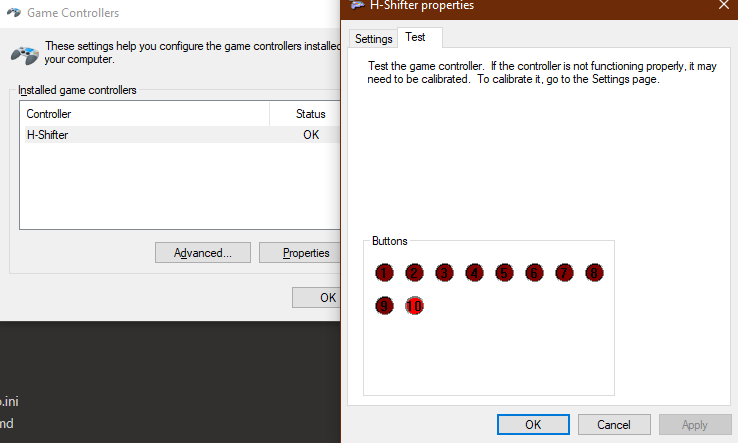 Game Controllers
These settings help you configure the game controllers installed
your computer.
Installed game controllers
Controller Status
H-Shifter OK
Advanced... Properties
OK
.ini
md
H-Shifter properties
Settings Test
Test the game controller. If the controller is not functioning properly, it may
need to be calibrated. To calibrate it, go to the Settings page.
Buttons
1 2 3 4 5 6 7 8
9 10
OK Cancel Apply